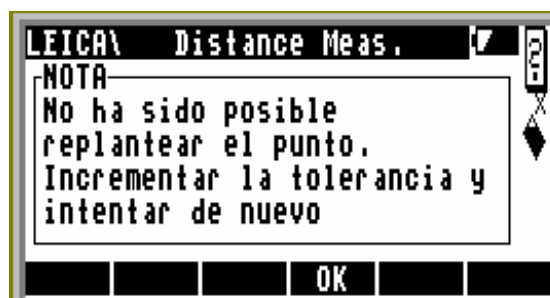 LEICA\ Distance Meas.
NOTA
No ha sido posible
replantear el punto.
Incrementar la tolerancia y
intentar de nuevo
OK